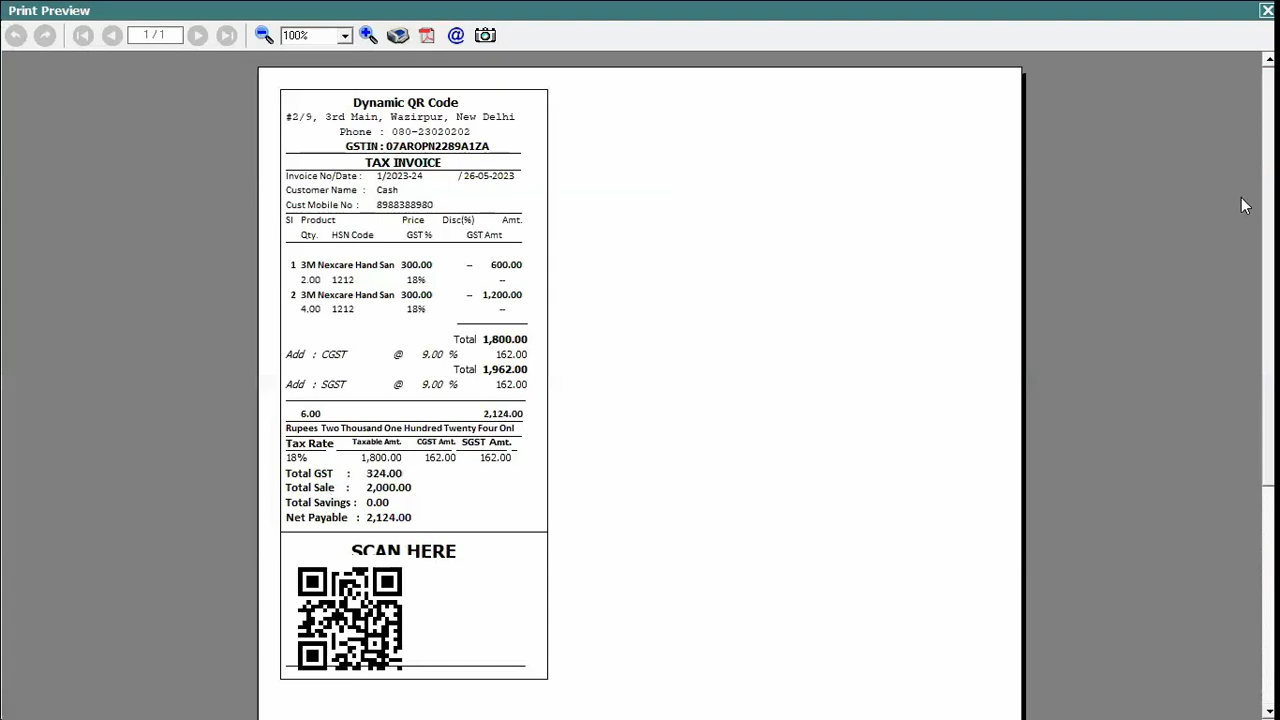 Print Preview
1 / 1
100%
Dynamic QR Code
#2/9, 3rd Main, Wazirpur, New Delhi
Phone : 080-23020202
GSTIN : 07AROPN2289A1ZA
TAX INVOICE
Invoice No/Date : 1/2023-24 / 26-05-2023
Customer Name : Cash
Cust Mobile No : 8988388980
Sl Product Price Disc(%) Amt.
Qty. HSN Code GST % GST Amt
1 3M Nexcare Hand San 300.00 -- 600.00
2.00 1212 18% --
2 3M Nexcare Hand San 300.00 -- 1,200.00
4.00 1212 18% --
Total 1,800.00
Add : CGST @ 9.00 % 162.00
Total 1,962.00
Add : SGST @ 9.00 % 162.00
6.00 2,124.00
Rupees Two Thousand One Hundred Twenty Four Onl
Tax Rate Taxable Amt. CGST Amt. SGST Amt.
18% 1,800.00 162.00 162.00
Total GST : 324.00
Total Sale : 2,000.00
Total Savings : 0.00
Net Payable : 2,124.00
SCAN HERE